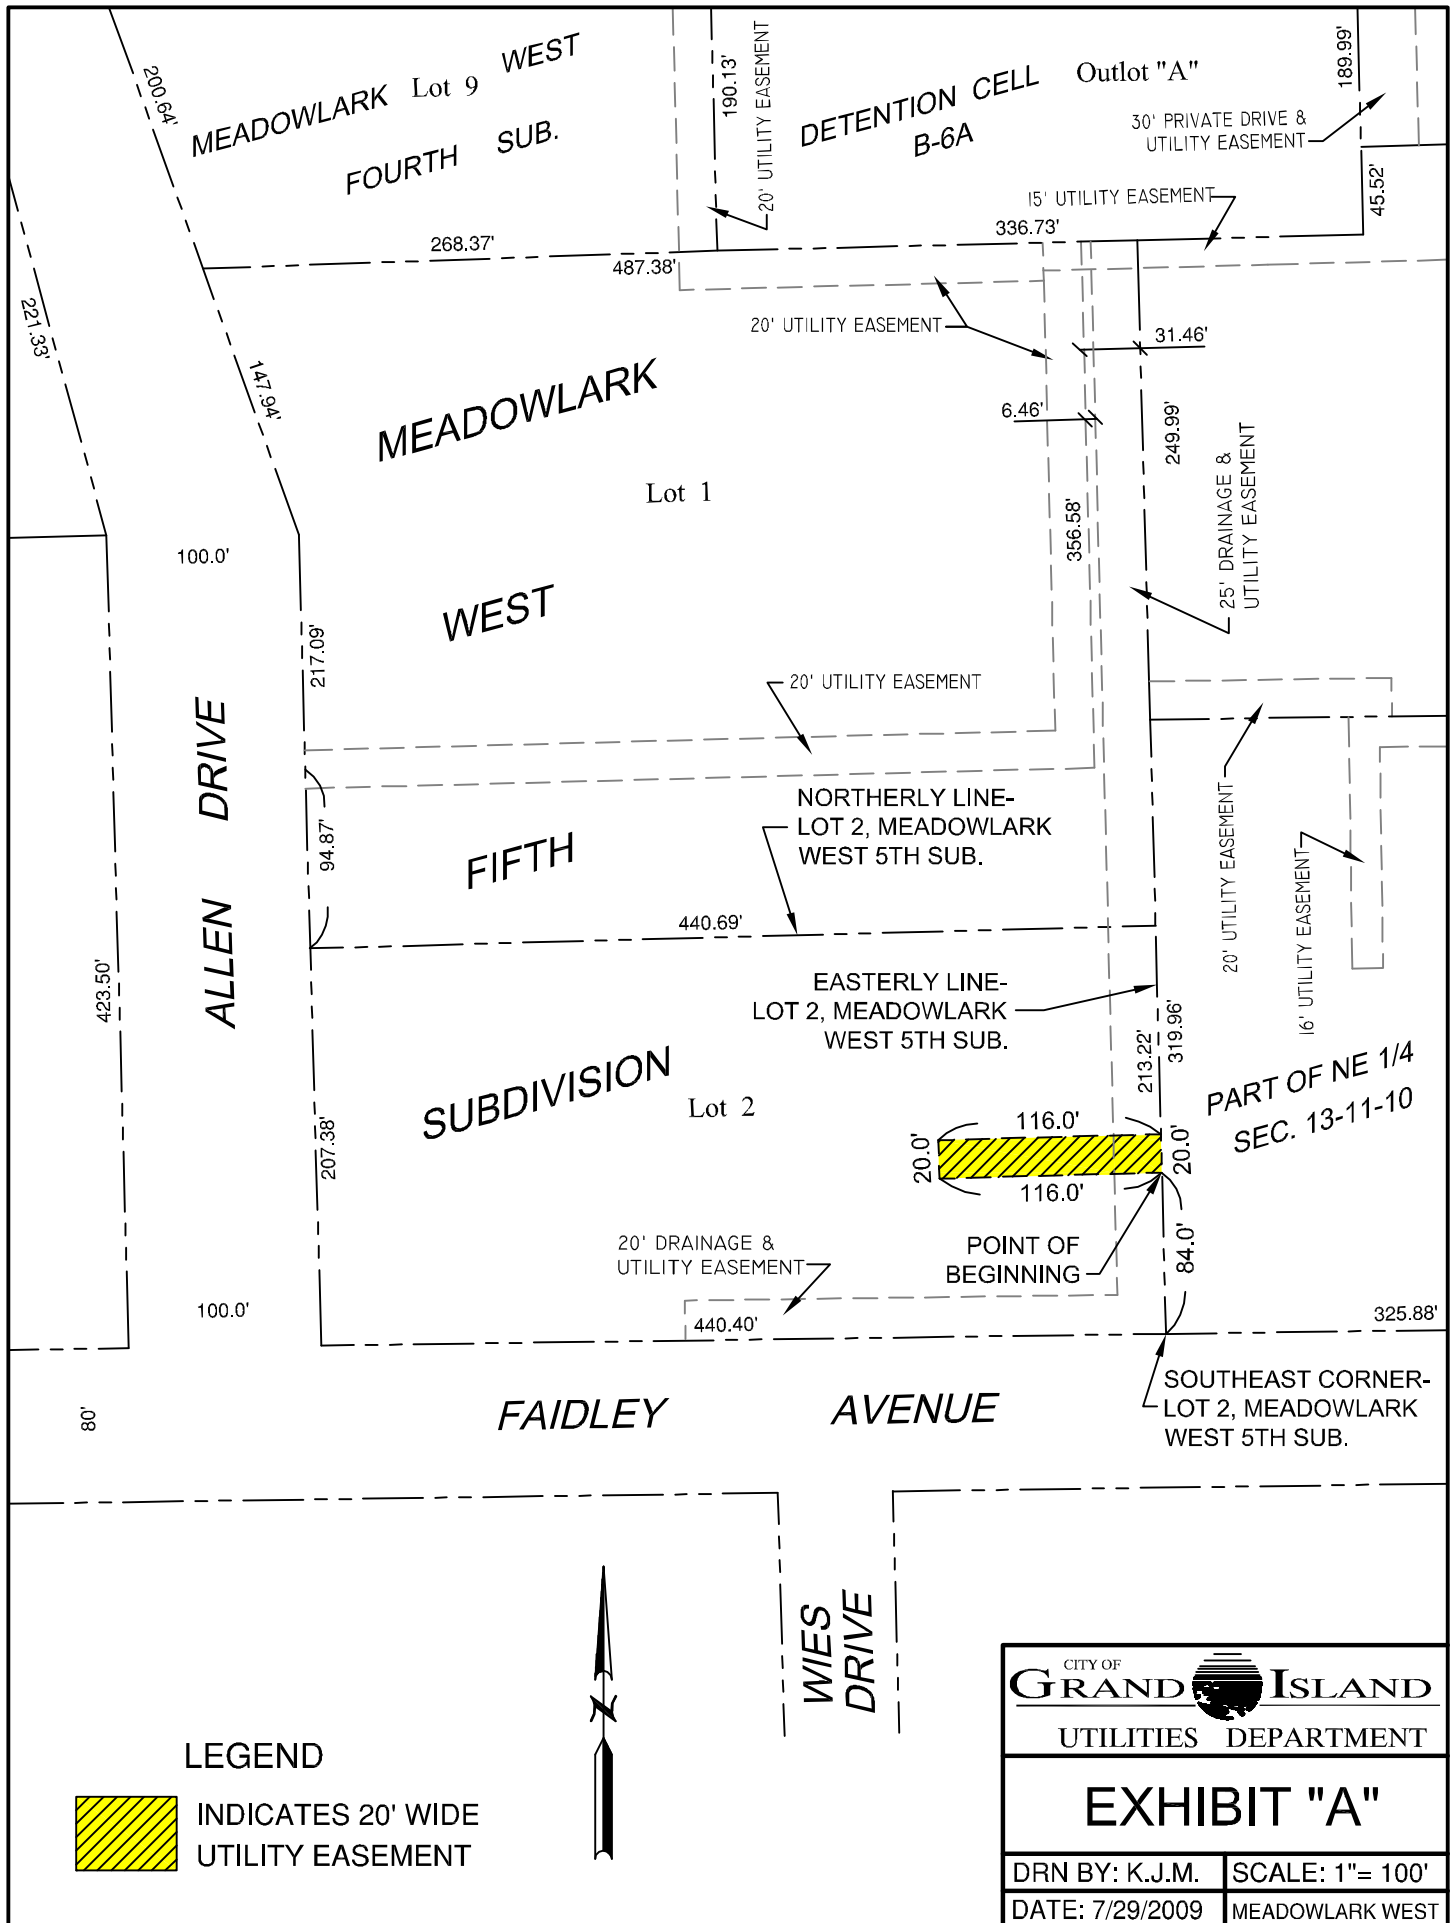 200.64'
MEADOWLARK
Lot 9
WEST
FOURTH SUB.
190.13'
20' UTILITY EASEMENT
DETENTION CELL
B-6A
Outlot "A"
189.99'
30' PRIVATE DRIVE &
UTILITY EASEMENT
15' UTILITY EASEMENT
45.52'
268.37'
487.38'
336.73'
221.33'
147.94'
20' UTILITY EASEMENT
31.46'
6.46'
249.99'
MEADOWLARK
Lot 1
356.58'
25' DRAINAGE &
UTILITY EASEMENT
100.0'
WEST
217.09'
20' UTILITY EASEMENT
ALLEN DRIVE
94.87'
FIFTH
NORTHERLY LINE-
LOT 2, MEADOWLARK
WEST 5TH SUB.
20' UTILITY EASEMENT
16' UTILITY EASEMENT
440.69'
423.50'
EASTERLY LINE-
LOT 2, MEADOWLARK
WEST 5TH SUB.
213.22'
319.96'
PART OF NE 1/4
SEC. 13-11-10
SUBDIVISION
Lot 2
207.38'
116.0'
20.0'
20.0'
116.0'
20' DRAINAGE &
UTILITY EASEMENT
POINT OF
BEGINNING
84.0'
100.0'
440.40'
325.88'
80'
FAIDLEY AVENUE
SOUTHEAST CORNER-
LOT 2, MEADOWLARK
WEST 5TH SUB.
WIES
DRIVE
N
LEGEND
INDICATES 20' WIDE
UTILITY EASEMENT
CITY OF
GRAND ISLAND
UTILITIES DEPARTMENT
EXHIBIT "A"
DRN BY: K.J.M.
SCALE: 1"= 100'
DATE: 7/29/2009
MEADOWLARK WEST